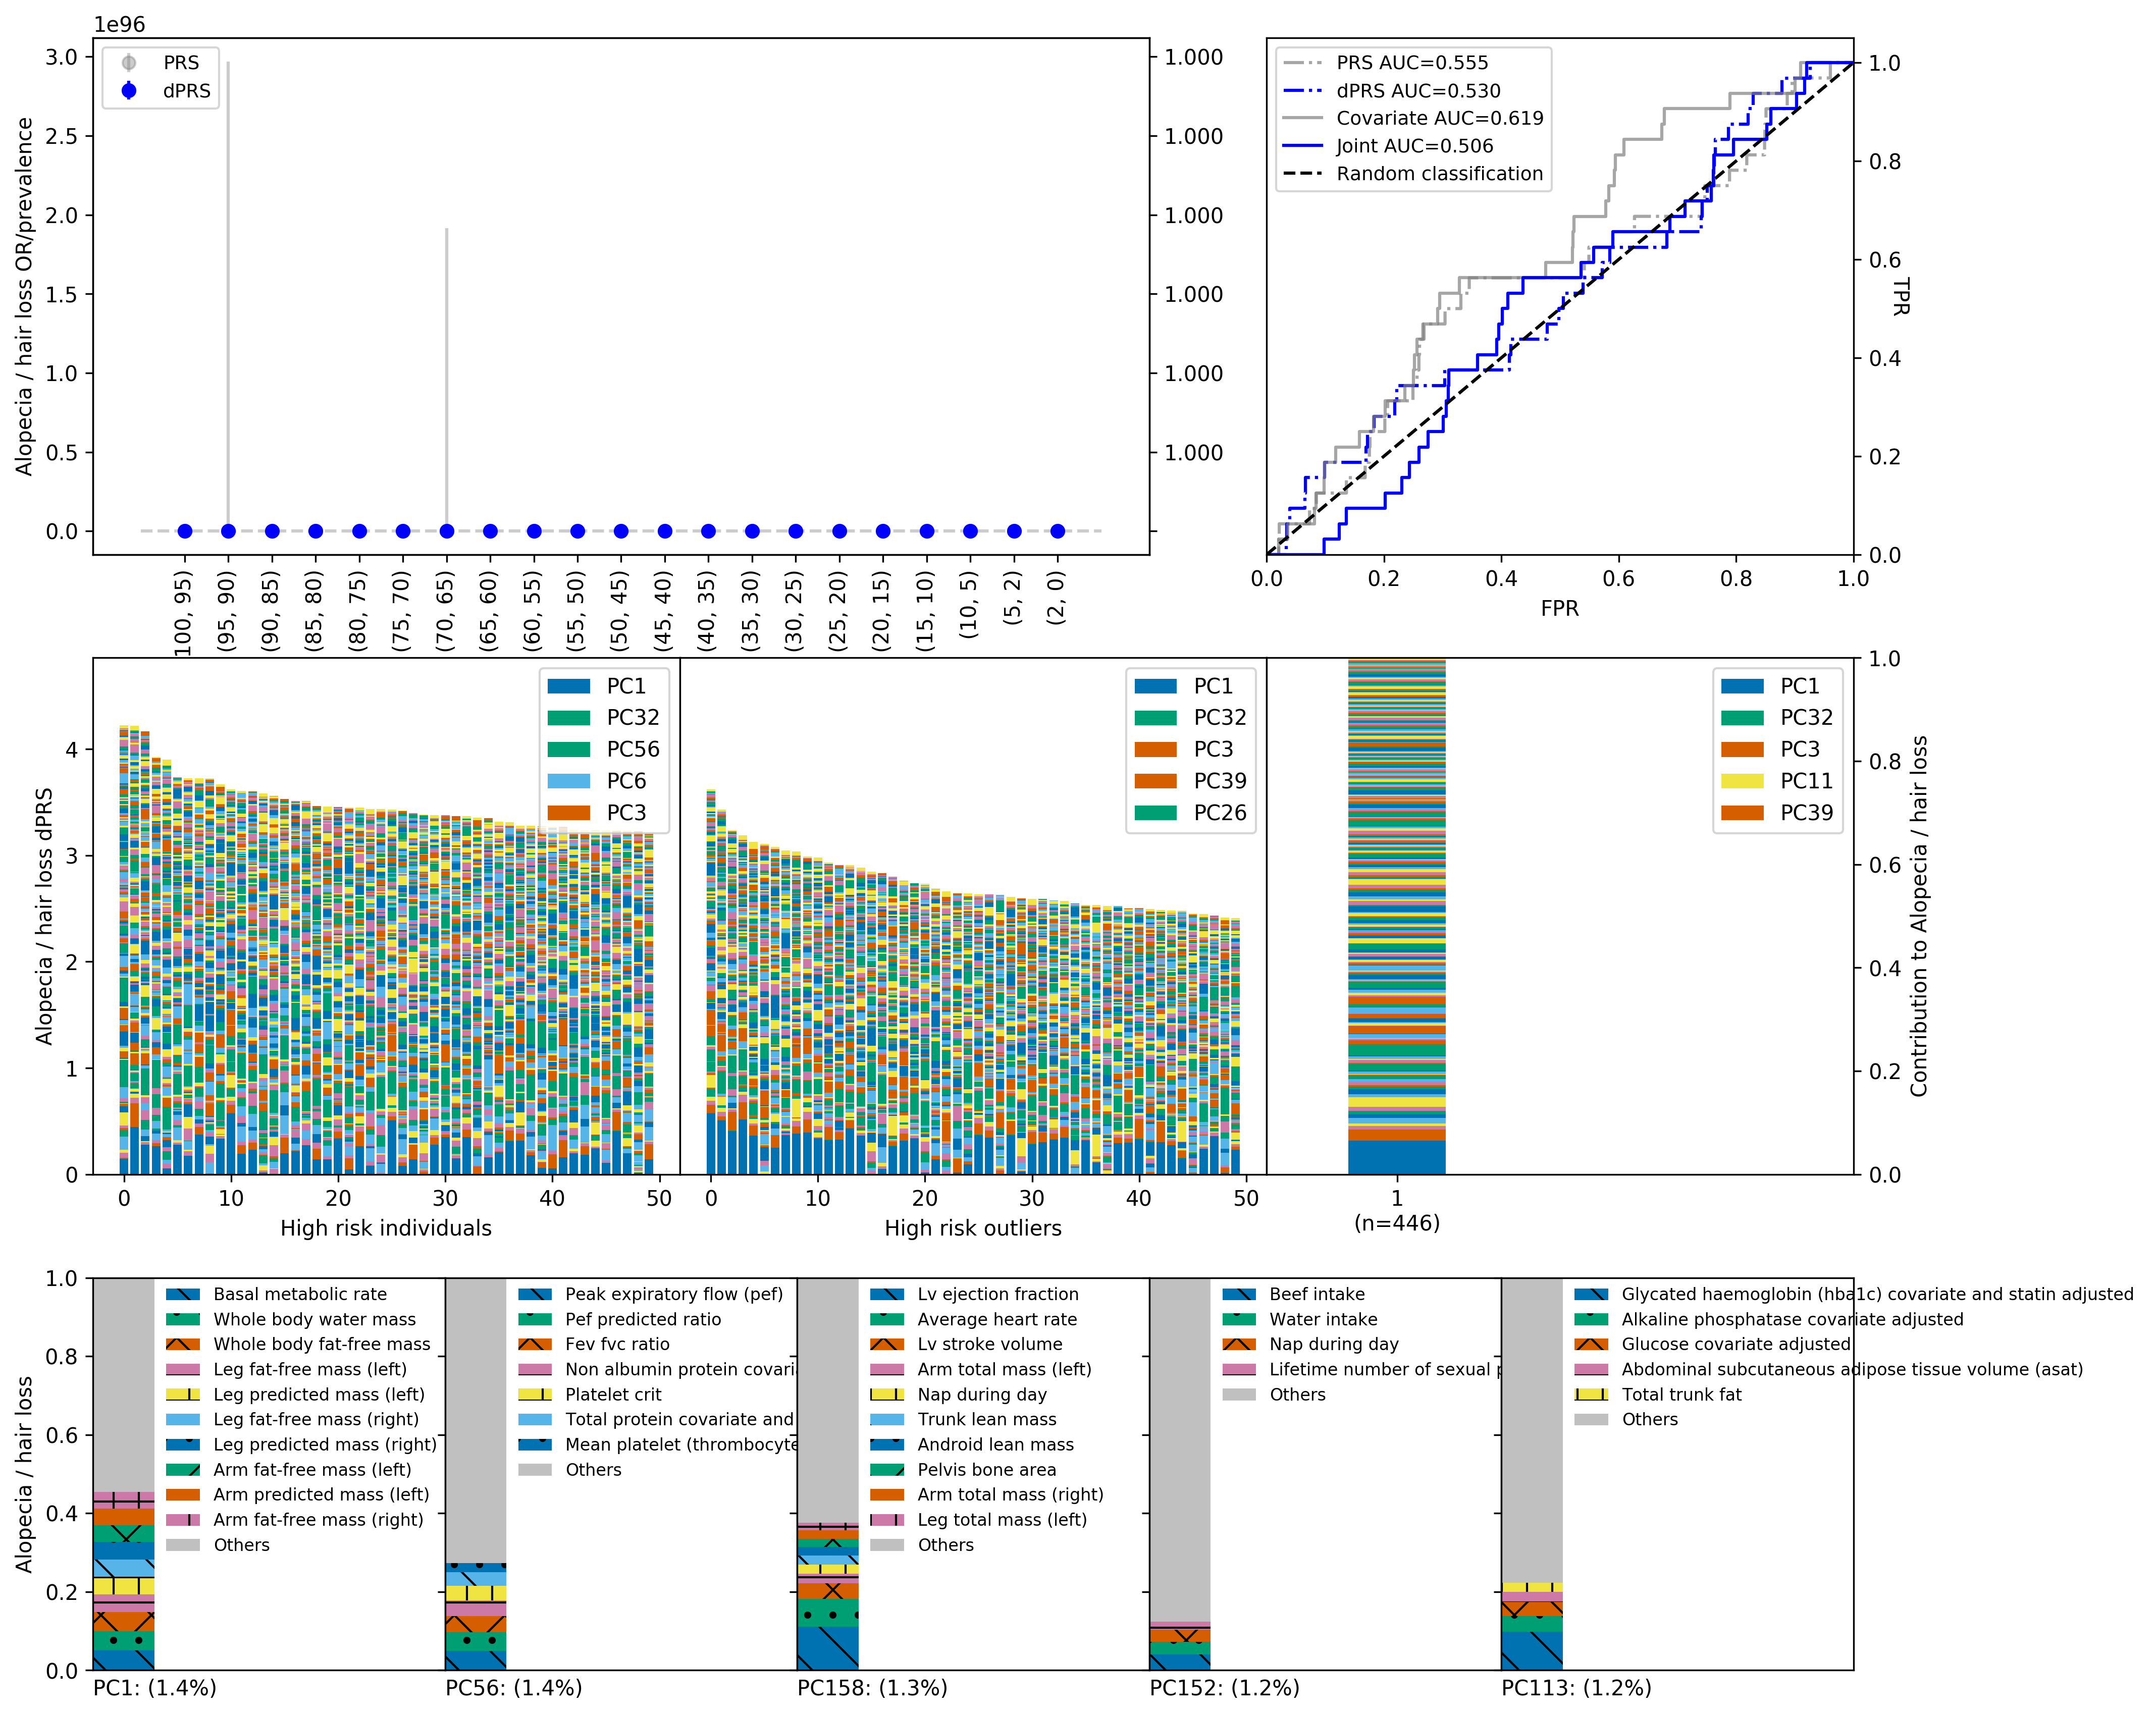 1e96
3.0
2.5
2.0
1.5
1.0
0.5
0.0
Alopecia / hair loss OR/prevalence
PRS
dPRS
1.000
1.000
1.000
1.000
1.000
1.000
100, 95)
(95, 90)
(90, 85)
(85, 80)
(80, 75)
(75, 70)
(70, 65)
(65, 60)
(60, 55)
(55, 50)
(50, 45)
(45, 40)
(40, 35)
(35, 30)
(30, 25)
(25, 20)
(20, 15)
(15, 10)
(10, 5)
(5, 2)
(2, 0)
PRS AUC=0.555
dPRS AUC=0.530
Covariate AUC=0.619
Joint AUC=0.506
Random classification
1.0
0.8
0.6
0.4
0.2
0.0
TPR
0.0 0.2 0.4 0.6 0.8 1.0
FPR
Alopecia / hair loss dPRS
4
3
2
1
0
PC1
PC32
PC56
PC6
PC3
0 10 20 30 40 50
High risk individuals
PC1
PC32
PC3
PC39
PC26
0 10 20 30 40 50
High risk outliers
PC1
PC32
PC3
PC11
PC39
1
(n=446)
1.0
0.8
0.6
0.4
0.2
0.0
Contribution to Alopecia / hair loss
Alopecia / hair loss
1.0
0.8
0.6
0.4
0.2
0.0
Basal metabolic rate
Whole body water mass
Whole body fat-free mass
Leg fat-free mass (left)
Leg predicted mass (left)
Leg fat-free mass (right)
Leg predicted mass (right)
Arm fat-free mass (left)
Arm predicted mass (left)
Arm fat-free mass (right)
Others
PC1: (1.4%)
Peak expiratory flow (pef)
Pef predicted ratio
Fev fvc ratio
Non albumin protein covari
Platelet crit
Total protein covariate and
Mean platelet (thrombocyte
Others
PC56: (1.4%)
Lv ejection fraction
Average heart rate
Lv stroke volume
Arm total mass (left)
Nap during day
Trunk lean mass
Android lean mass
Pelvis bone area
Arm total mass (right)
Leg total mass (left)
Others
PC158: (1.3%)
Beef intake
Water intake
Nap during day
Lifetime number of sexual p
Others
PC152: (1.2%)
Glycated haemoglobin (hba1c) covariate and statin adjusted
Alkaline phosphatase covariate adjusted
Glucose covariate adjusted
Abdominal subcutaneous adipose tissue volume (asat)
Total trunk fat
Others
PC113: (1.2%)